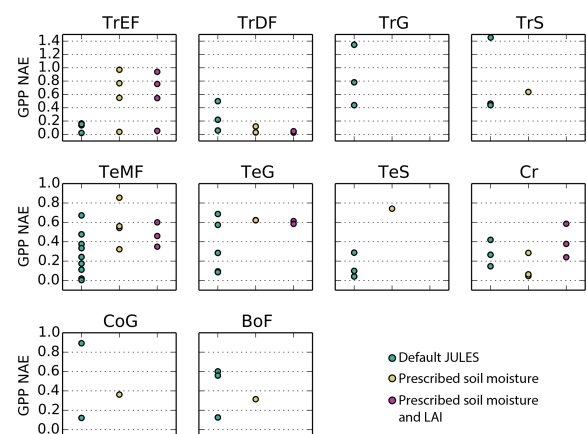 TrEF TrDF TrG TrS
GPP NAE
1.4
1.2
1.0
0.8
0.6
0.4
0.2
0.0
TeMF TeG TeS Cr
GPP NAE
1.0
0.8
0.6
0.4
0.2
0.0
CoG BoF
GPP NAE
1.0
0.8
0.6
0.4
0.2
0.0
Default JULES
Prescribed soil moisture
Prescribed soil moisture
and LAI